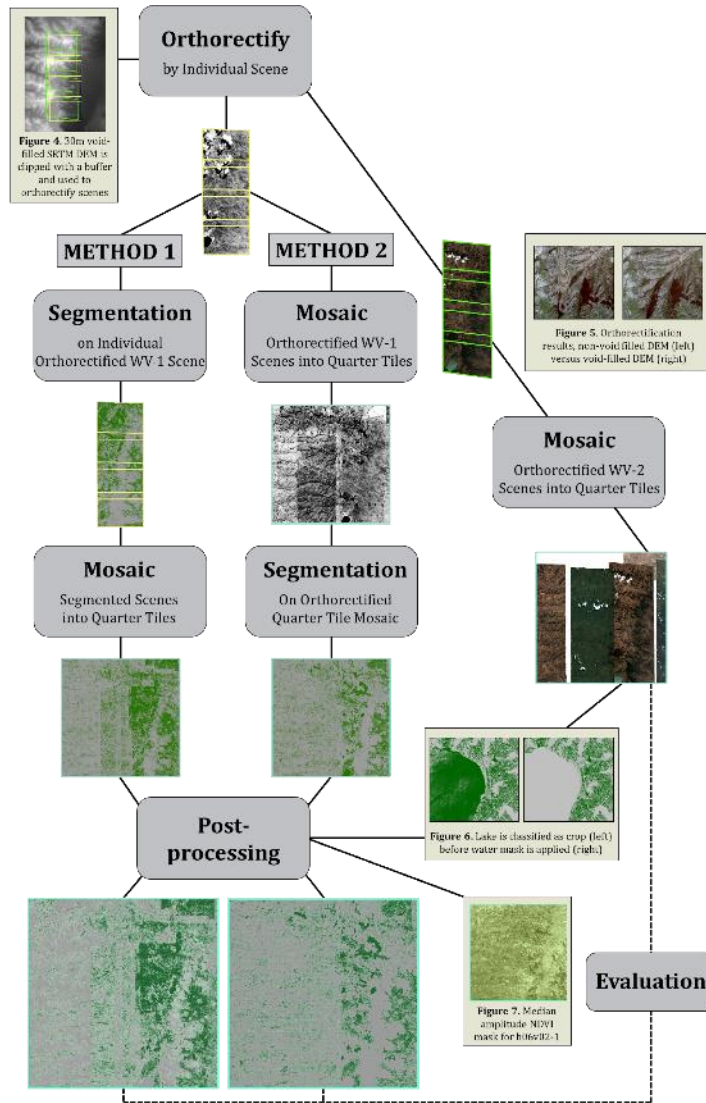 Orthorectify
by Individual Scene
Figure 4. 30m void-
filled SRTM DEM is
clipped with a buffer
and used to
orthorectify scenes
METHOD 1
METHOD 2
Segmentation
on Individual
Orthorectified WV-1 Scene
Mosaic
Orthorectified WV-1
Scenes into Quarter Tiles
Figure 5. Orthorectification
results, non-void filled DEM (left)
versus void-filled DEM (right)
Mosaic
Orthorectified WV-2
Scenes into Quarter Tiles
Mosaic
Segmented Scenes
into Quarter Tiles
Segmentation
On Orthorectified
Quarter Tile Mosaic
Post-
processing
Figure 6. Lake is classified as crop (left)
before water mask is applied (right)
Figure 7. Median
amplitude NDVI
mask for h06v02-1
Evaluation